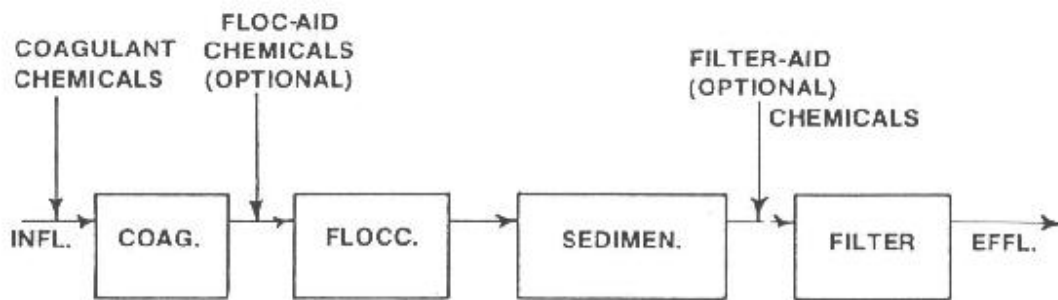 COAGULANT
CHEMICALS
FLOC-AID
CHEMICALS
(OPTIONAL)
FILTER-AID
(OPTIONAL)
CHEMICALS
INFL.
COAG.
FLOCC.
SEDIMEN.
FILTER
EFFL.